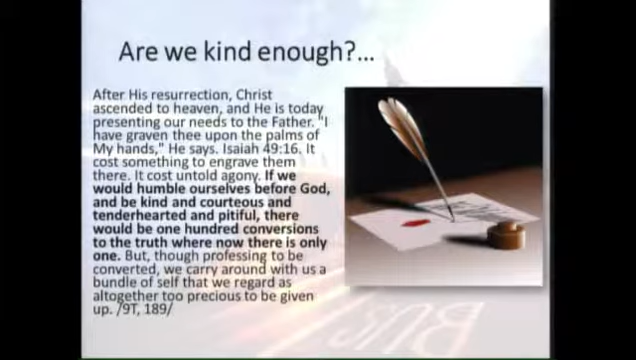 Are we kind enough?...
After His resurrection, Christ
ascended to heaven, and He is today
presenting our needs to the Father. "I
have graven thee upon the palms of
My hands," He says. Isaiah 49:16. It
cost something to engrave them
there. It cost untold agony. If we
would humble ourselves before God,
and be kind and courteous and
tenderhearted and pitiful, there
would be one hundred conversions
to the truth where now there is only
one. But, though professing to be
converted, we carry around with us a
bundle of self that we regard as
altogether too precious to be given
up. /9T, 189/
BUS